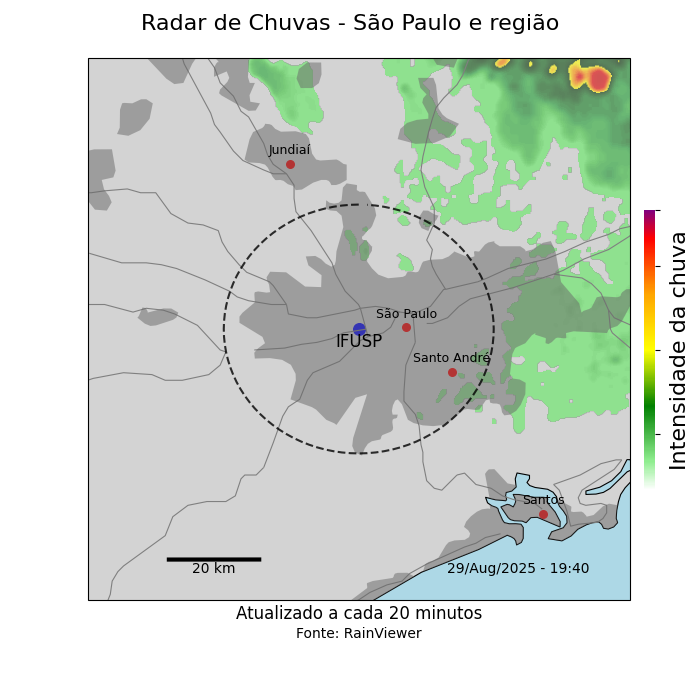 Radar de Chuvas - São Paulo e região
Jundiaí
São Paulo
IFUSP
Santo André
Intensidade da chuva
Santos
20 km
29/Aug/2025 - 19:40
Atualizado a cada 20 minutos
Fonte: RainViewer